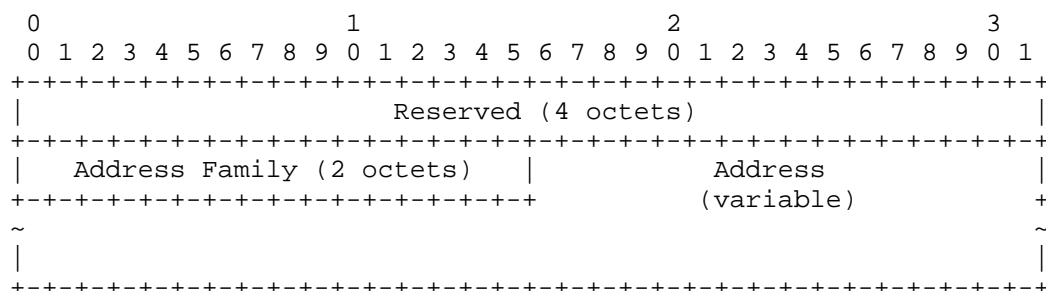 0                   1                   2                   3
 0 1 2 3 4 5 6 7 8 9 0 1 2 3 4 5 6 7 8 9 0 1 2 3 4 5 6 7 8 9 0 1
+-+-+-+-+-+-+-+-+-+-+-+-+-+-+-+-+-+-+-+-+-+-+-+-+-+-+-+-+-+-+-+-+
|                       Reserved (4 octets)                     |
+-+-+-+-+-+-+-+-+-+-+-+-+-+-+-+-+-+-+-+-+-+-+-+-+-+-+-+-+-+-+-+-+
|   Address Family (2 octets)   |           Address             |
+-+-+-+-+-+-+-+-+-+-+-+-+-+-+-+-+          (variable)           +
~                                                               ~
|                                                               |
+-+-+-+-+-+-+-+-+-+-+-+-+-+-+-+-+-+-+-+-+-+-+-+-+-+-+-+-+-+-+-+-+